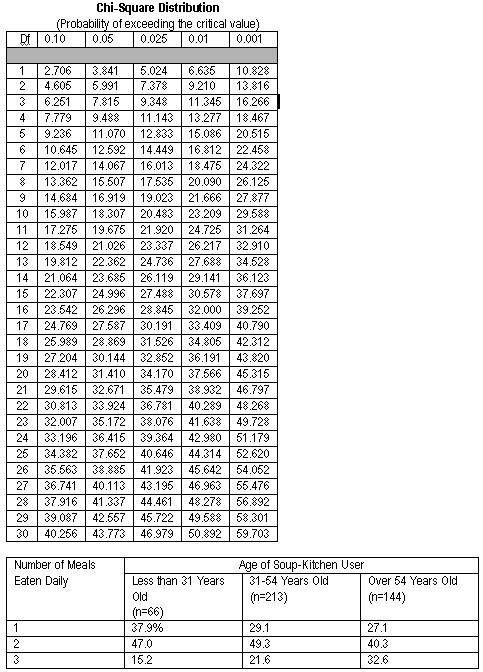 Chi-Square Distribution
(Probability of exceeding the critical value)
Df 0.10 0.05 0.025 0.01 0.001
1 2.706 3.841 5.024 6.635 10.828
2 4.605 5.991 7.378 9.210 13.816
3 6.251 7.815 9.348 11.345 16.266
4 7.779 9.488 11.143 13.277 18.467
5 9.236 11.070 12.833 15.086 20.515
6 10.645 12.592 14.449 16.812 22.458
7 12.017 14.067 16.013 18.475 24.322
8 13.362 15.507 17.535 20.090 26.125
9 14.684 16.919 19.023 21.666 27.877
10 15.987 18.307 20.483 23.209 29.588
11 17.275 19.675 21.920 24.725 31.264
12 18.549 21.026 23.337 26.217 32.910
13 19.812 22.362 24.736 27.688 34.528
14 21.064 23.685 26.119 29.141 36.123
15 22.307 24.996 27.488 30.578 37.697
16 23.542 26.296 28.845 32.000 39.252
17 24.769 27.587 30.191 33.409 40.790
18 25.989 28.869 31.526 34.805 42.312
19 27.204 30.144 32.852 36.191 43.820
20 28.412 31.410 34.170 37.566 45.315
21 29.615 32.671 35.479 38.932 46.797
22 30.813 33.924 36.781 40.289 48.268
23 32.007 35.172 38.076 41.638 49.728
24 33.196 36.415 39.364 42.980 51.179
25 34.382 37.652 40.646 44.314 52.620
26 35.563 38.885 41.923 45.642 54.052
27 36.741 40.113 43.195 46.963 55.476
28 37.916 41.337 44.461 48.278 56.892
29 39.087 42.557 45.722 49.588 58.301
30 40.256 43.773 46.979 50.892 59.703
Number of Meals Age of Soup-Kitchen User
Eaten Daily Less than 31 Years 31-54 Years Old Over 54 Years Old
Old (n=213) (n=144)
(n=66)
1 37.9% 29.1 27.1
2 47.0 49.3 40.3
3 15.2 21.6 32.6